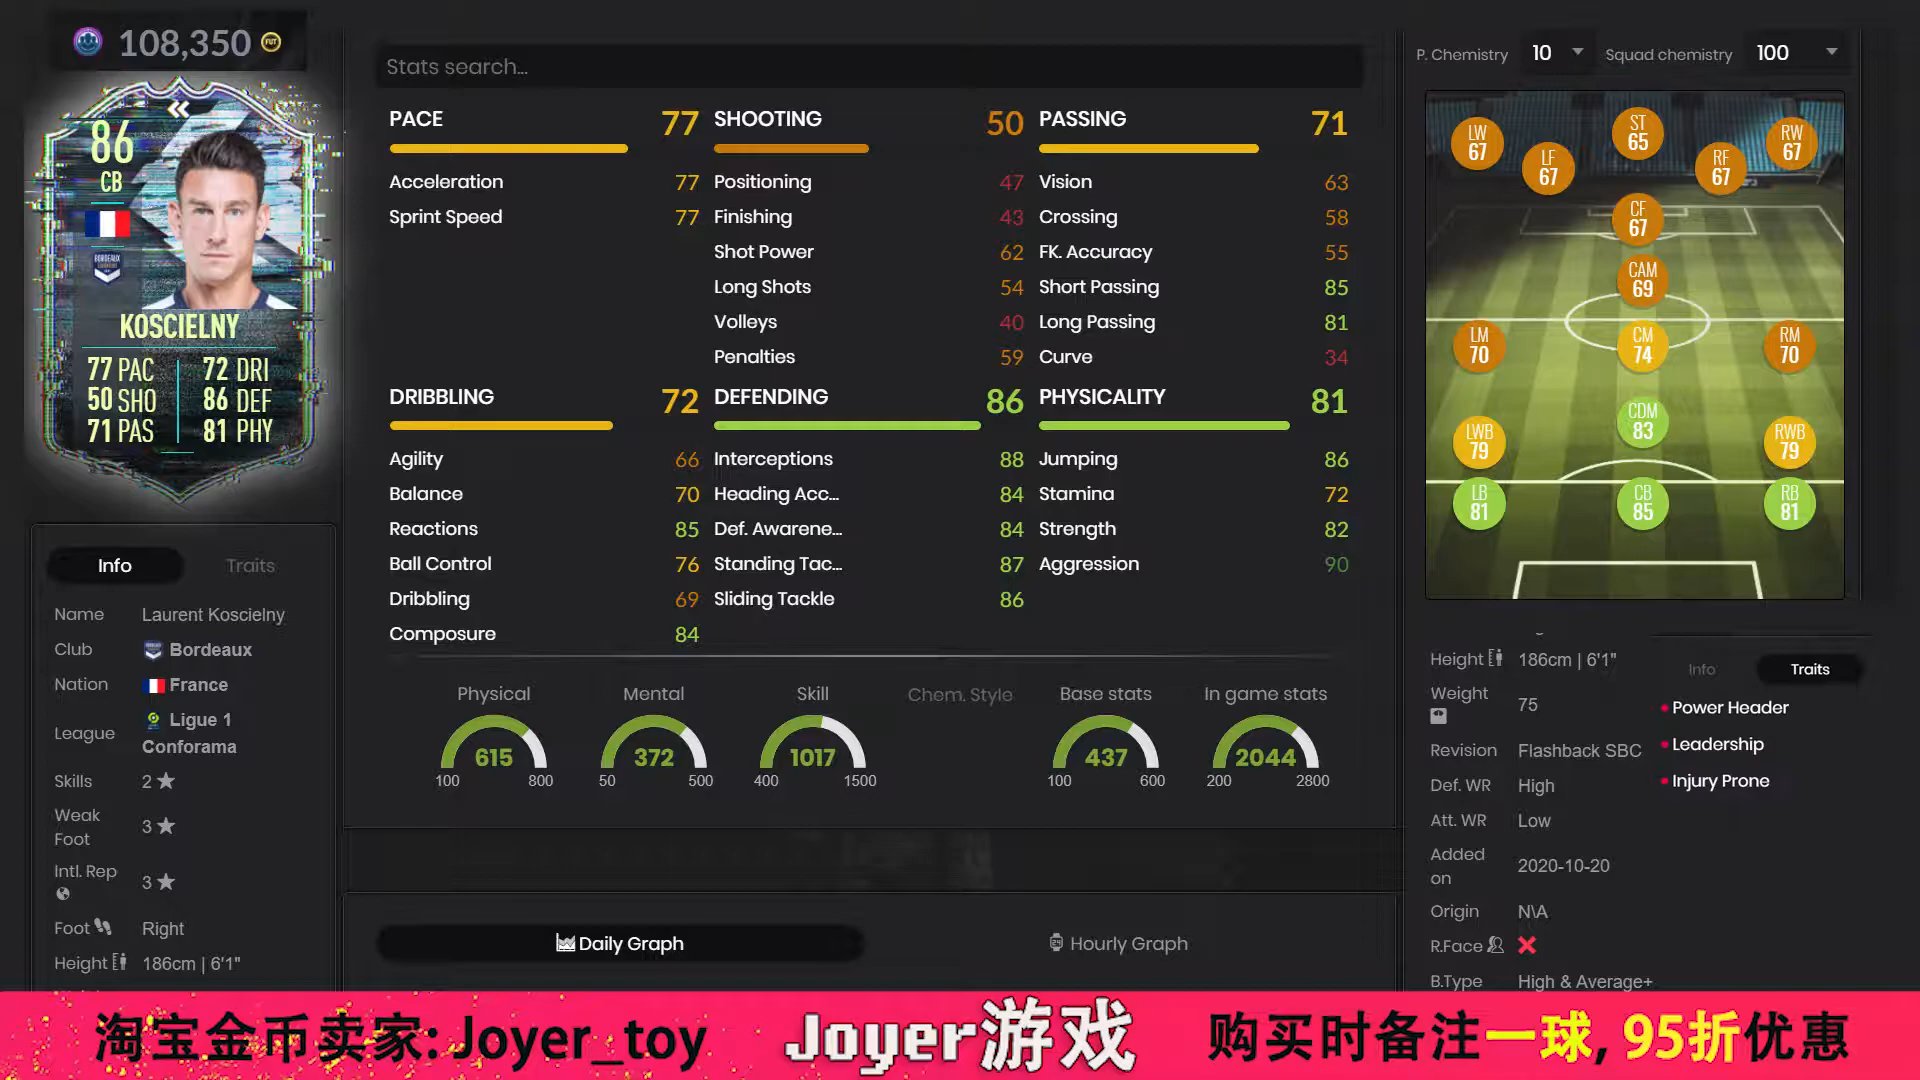 108,350
86
CB
BORDEAUX
KOSCIELNY
77 PAC 72 DRI
50 SHO 86 DEF
71 PAS 81 PHY
Info Traits
Name Laurent Koscielny
Club Bordeaux
Nation France
League Ligue 1 Conforama
Skills 2
Weak Foot 3
Intl. Rep 3
Foot Right
Height 186cm | 6'1"
Stats search...
PACE 77
Acceleration 77
Sprint Speed 77
SHOOTING 50
Positioning 47
Finishing 43
Shot Power 62
Long Shots 54
Volleys 40
Penalties 59
PASSING 71
Vision 63
Crossing 58
FK. Accuracy 55
Short Passing 85
Long Passing 81
Curve 34
DRIBBLING 72
Agility 66
Balance 70
Reactions 85
Ball Control 76
Dribbling 69
Composure 84
DEFENDING 86
Interceptions 88
Heading Acc... 84
Def. Awarene... 84
Standing Tac... 87
Sliding Tackle 86
PHYSICALITY 81
Jumping 86
Stamina 72
Strength 82
Aggression 90
Physical 615 100 800
Mental 372 50 500
Skill 1017 400 1500
Chem. Style
Base stats 437 100 600
In game stats 2044 200 2800
Daily Graph
Hourly Graph
P. Chemistry 10 Squad chemistry 100
LW 67
ST 65
RW 67
LF 67
RF 67
CF 67
CAM 69
LM 70
CM 74
RM 70
CDM 83
LWB 79
RWB 79
LB 81
CB 85
RB 81
Height 186cm | 6'1"
Weight 75
Revision Flashback SBC
Def. WR High
Att. WR Low
Added on 2020-10-20
Origin N\A
R.Face
B.Type High & Average+
Info Traits
Power Header
Leadership
Injury Prone
淘宝金币卖家: Joyer_toy
Joyer游戏
购买时备注一球, 95折优惠